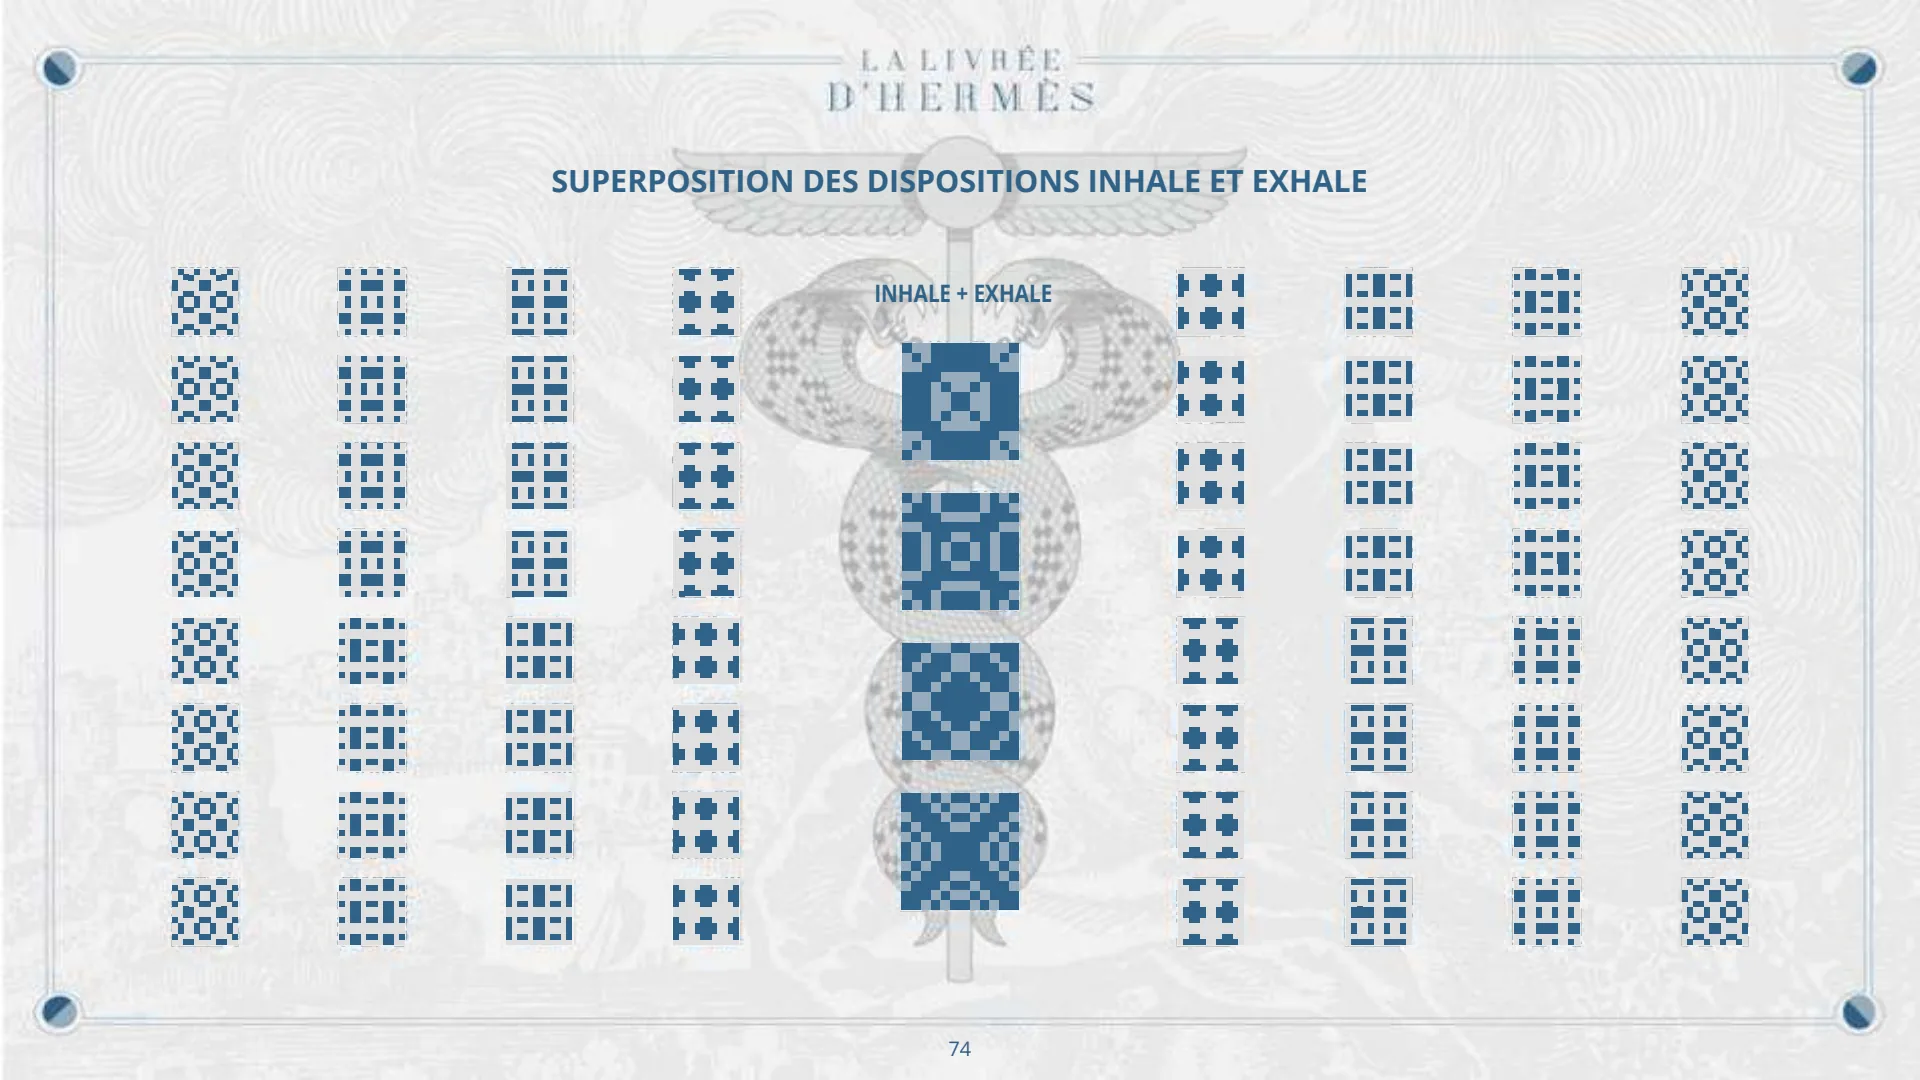 LA LIVRÉE
D'HERMÈS
SUPERPOSITION DES DISPOSITIONS INHALE ET EXHALE
INHALE + EXHALE
74